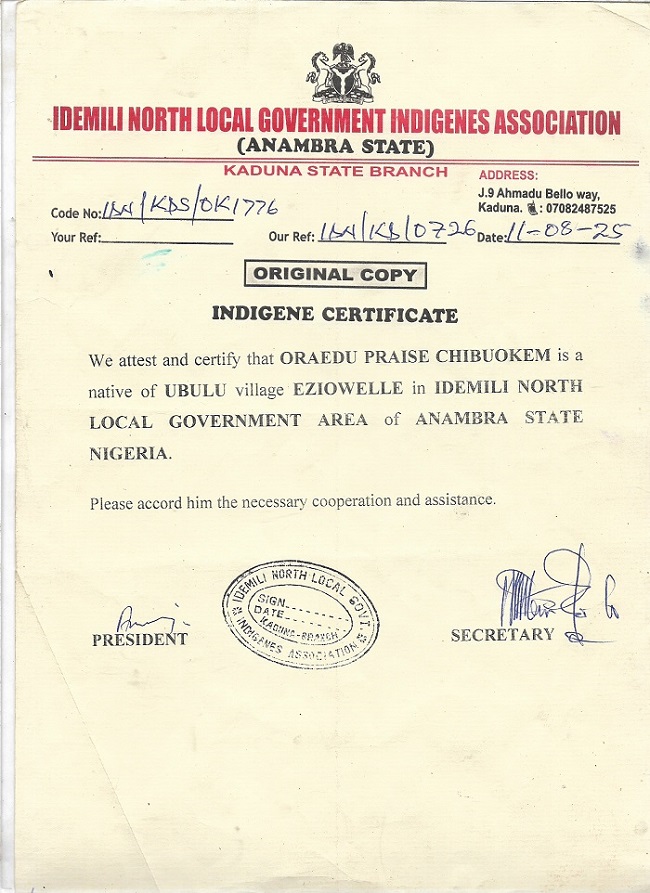 IDEMILI NORTH LOCAL GOVERNMENT INDIGENES ASSOCIATION
(ANAMBRA STATE)
KADUNA STATE BRANCH
ADDRESS:
J.9 Ahmadu Bello way,
Kaduna. : 07082487525
Code No: IDN/KDS/OK1776
Your Ref: Our Ref: IDN/KD/0726 Date: 11-08-25
ORIGINAL COPY
INDIGENE CERTIFICATE
We attest and certify that ORAEDU PRAISE CHIBUOKEM is a
native of UBULU village EZIOWELLE in IDEMILI NORTH
LOCAL GOVERNMENT AREA of ANAMBRA STATE
NIGERIA.
Please accord him the necessary cooperation and assistance.
IDEMILI NORTH LOCAL GOVT.
SIGN
DATE
KADUNA-BRANCH
INDIGENES ASSOCIATION
PRESIDENT
SECRETARY